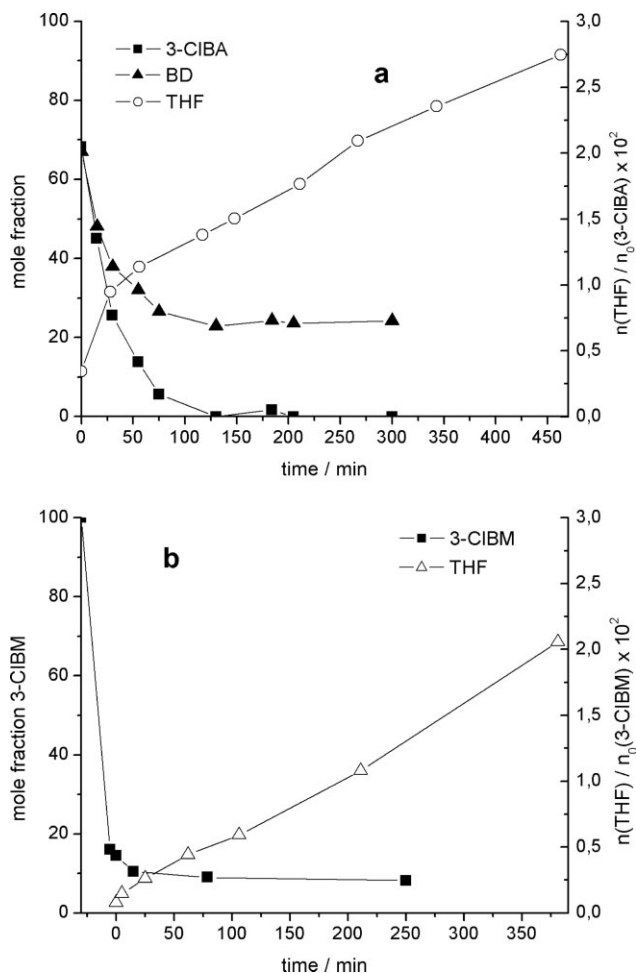 100
80
60
40
20
0
mole fraction
3-ClBA
BD
THF
a
3,0
2,5
2,0
1,5
1,0
0,5
0,0
n(THF) / n0(3-ClBA) x 10²
0 50 100 150 200 250 300 350 400 450
time / min
100
80
60
40
20
0
mole fraction 3-ClBM
b
3-ClBM
THF
3,0
2,5
2,0
1,5
1,0
0,5
0,0
n(THF) / n0(3-ClBM) x 10²
0 50 100 150 200 250 300 350
time / min